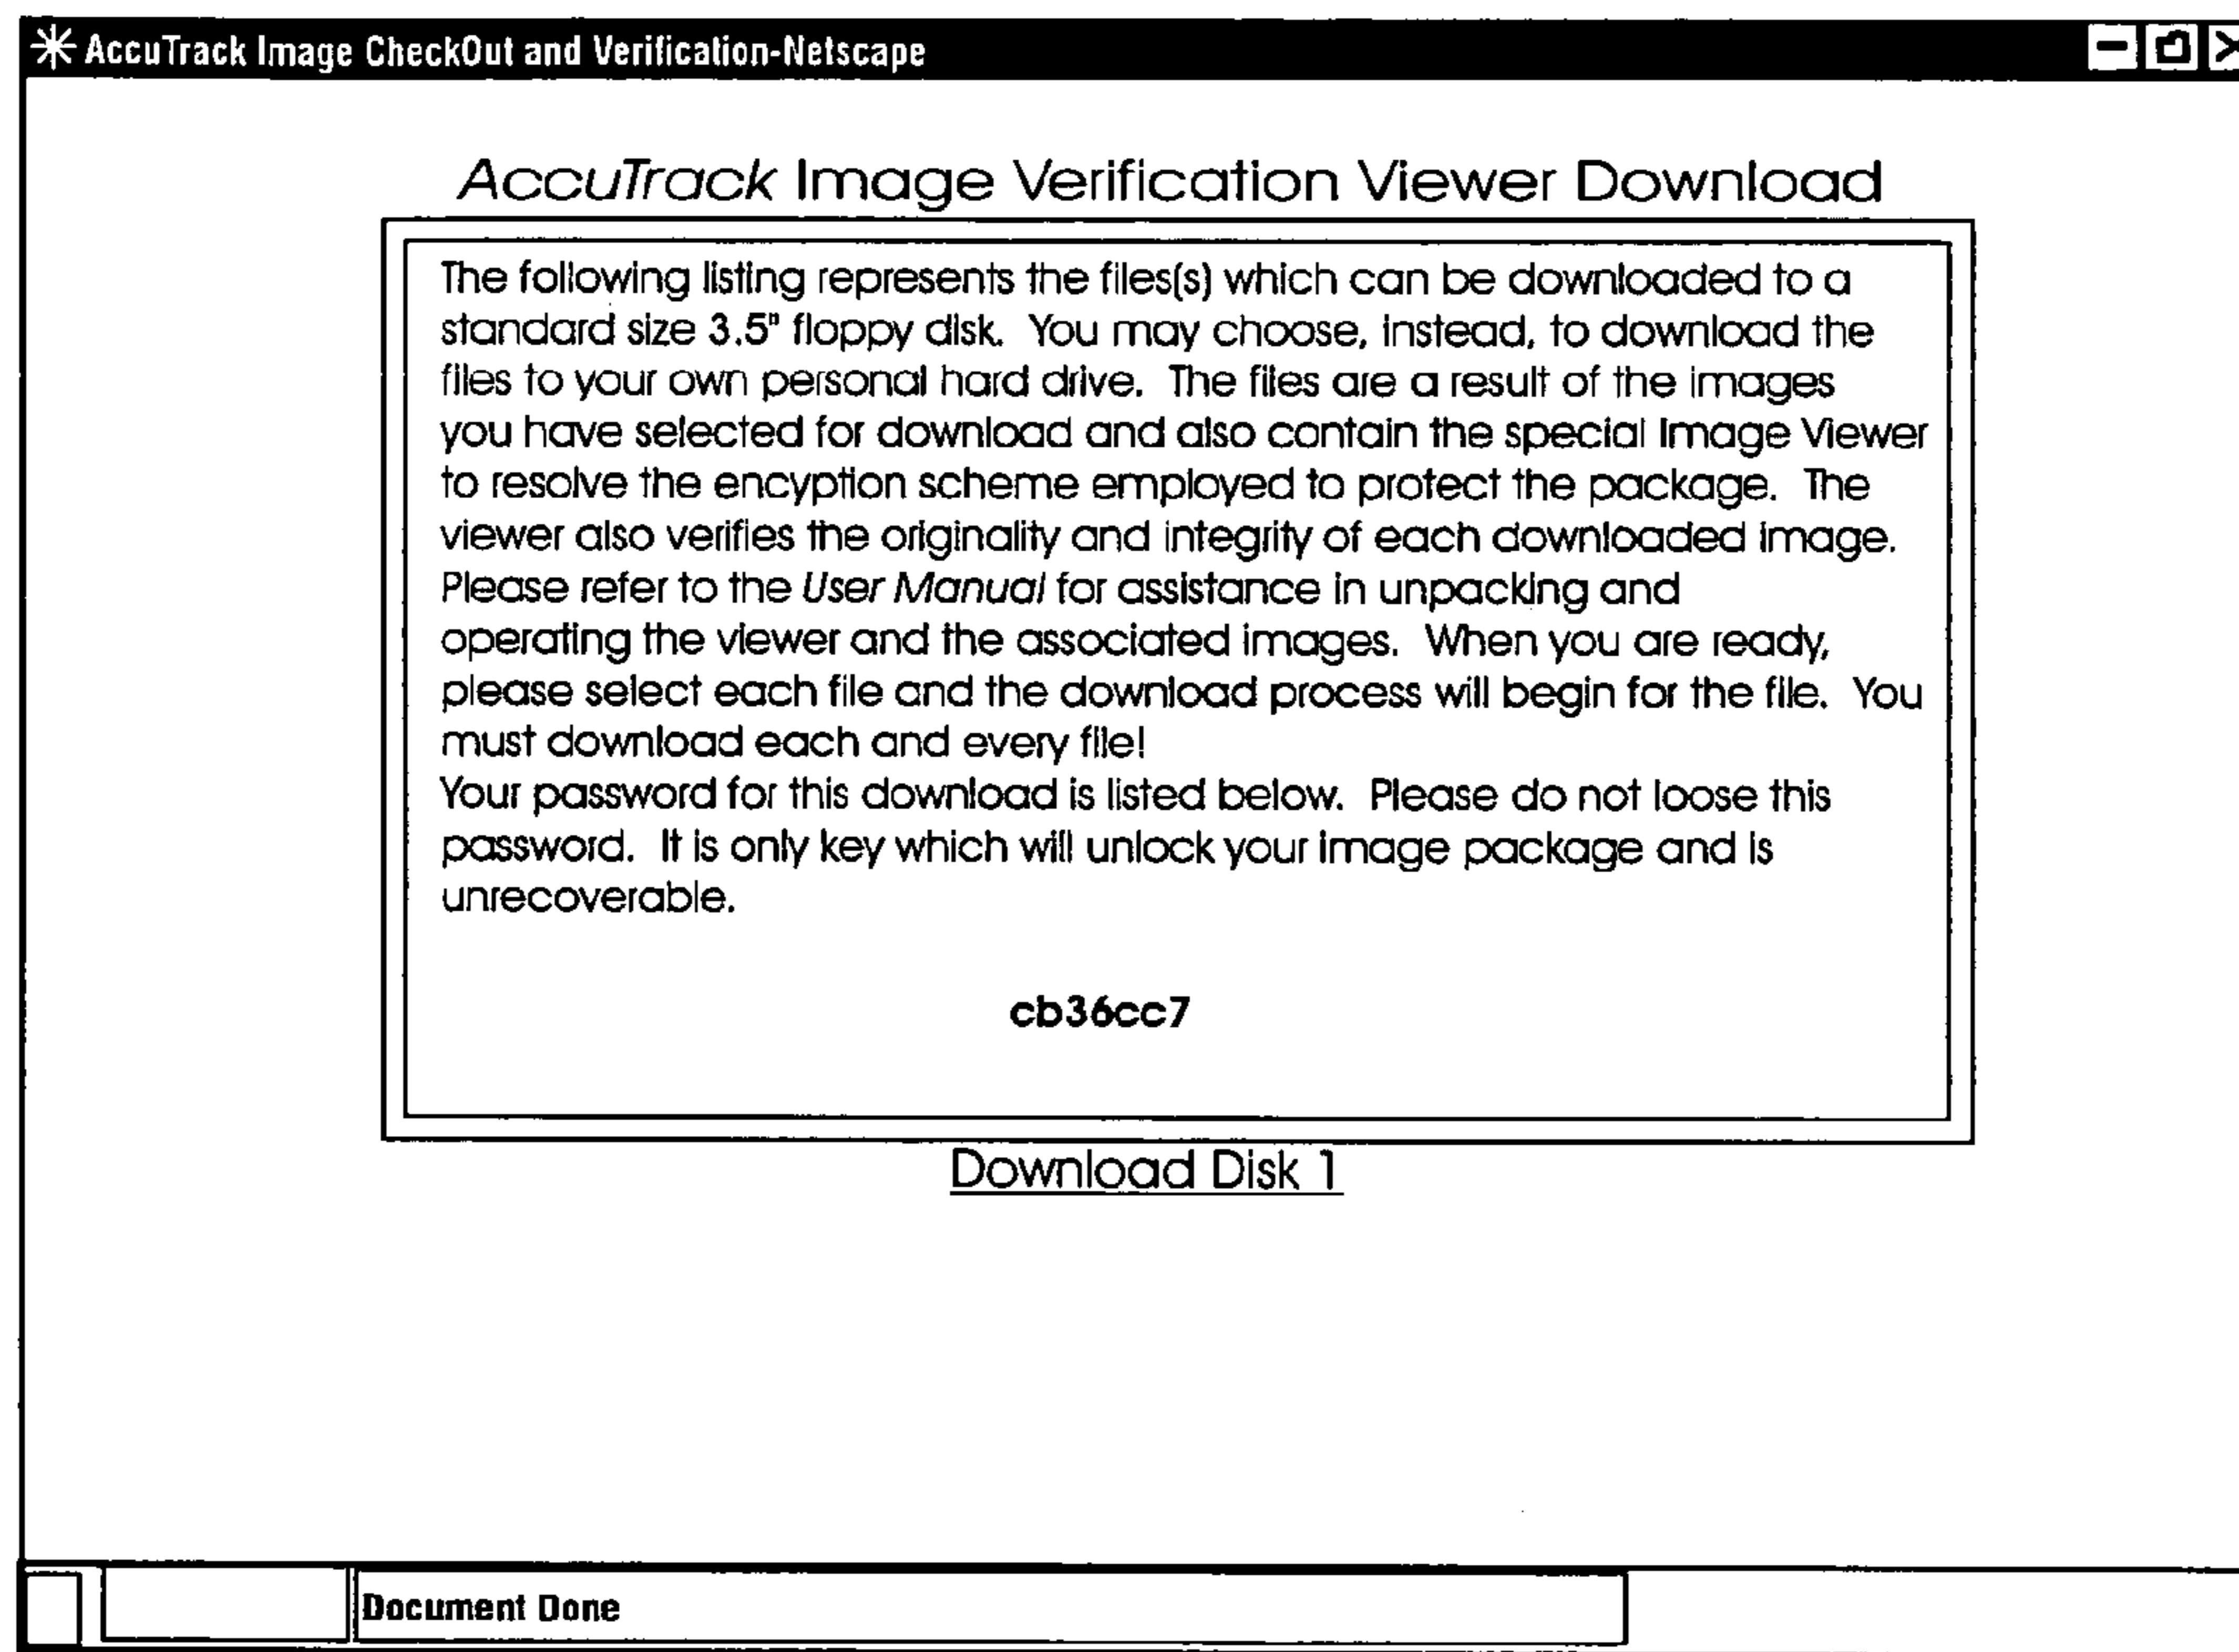 AccuTrack Image CheckOut and Verification-Netscape
AccuTrack Image Verification Viewer Download
The following listing represents the files(s) which can be downloaded to a
standard size 3.5" floppy disk. You may choose, instead, to download the
files to your own personal hard drive. The files are a result of the images
you have selected for download and also contain the special Image Viewer
to resolve the encyption scheme employed to protect the package. The
viewer also verifies the originality and integrity of each downloaded image.
Please refer to the User Manual for assistance in unpacking and
operating the viewer and the associated images. When you are ready,
please select each file and the download process will begin for the file. You
must download each and every file!
Your password for this download is listed below. Please do not loose this
password. It is only key which will unlock your image package and is
unrecoverable.
cb36cc7
Download Disk 1
Document Done